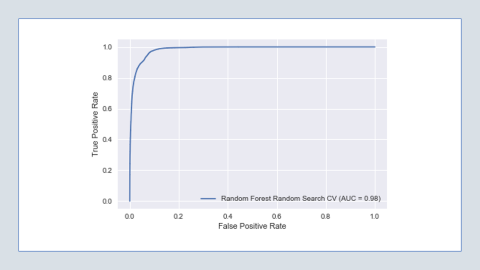 1.0
0.8
0.6
0.4
0.2
0.0
True Positive Rate
Random Forest Random Search CV (AUC = 0.98)
0.0 0.2 0.4 0.6 0.8 1.0
False Positive Rate